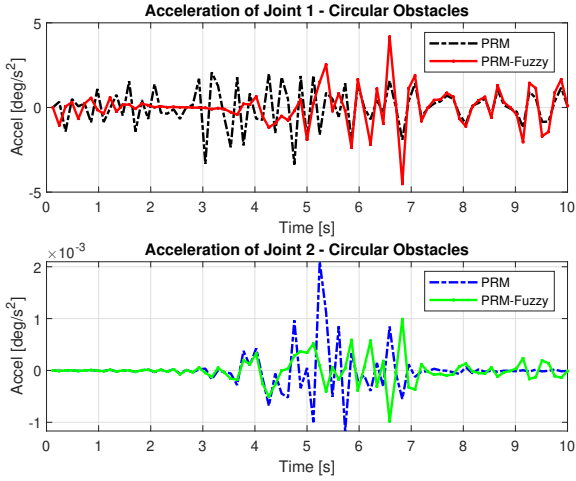 Acceleration of Joint 1 - Circular Obstacles
Accel [deg/s²]
5
0
-5
PRM
PRM-Fuzzy
0 1 2 3 4 5 6 7 8 9 10
Time [s]
×10⁻³
Acceleration of Joint 2 - Circular Obstacles
Accel [deg/s²]
2
1
0
-1
PRM
PRM-Fuzzy
0 1 2 3 4 5 6 7 8 9 10
Time [s]